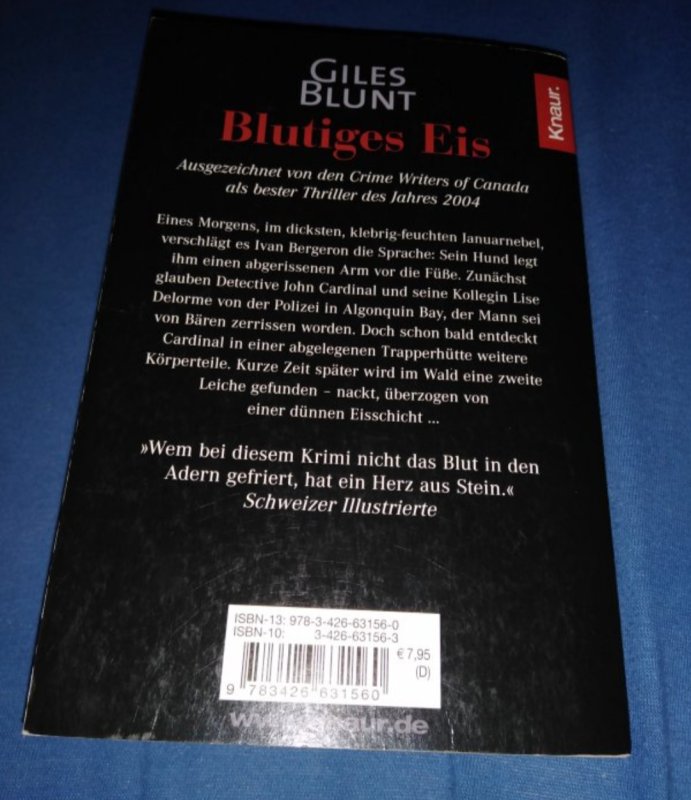 GILES
BLUNT
Knaur.
Blutiges Eis
Ausgezeichnet von den Crime Writers of Canada
als bester Thriller des Jahres 2004
Eines Morgens, im dicksten, klebrig-feuchten Januarnebel,
verschlägt es Ivan Bergeron die Sprache: Sein Hund legt
ihm einen abgerissenen Arm vor die Füße. Zunächst
glauben Detective John Cardinal und seine Kollegin Lise
Delorme von der Polizei in Algonquin Bay, der Mann sei
von Bären zerrissen worden. Doch schon bald entdeckt
Cardinal in einer abgelegenen Trapperhütte weitere
Körperteile. Kurze Zeit später wird im Wald eine zweite
Leiche gefunden – nackt, überzogen von
einer dünnen Eisschicht ...
»Wem bei diesem Krimi nicht das Blut in den
Adern gefriert, hat ein Herz aus Stein.«
Schweizer Illustrierte
ISBN-13: 978-3-426-63156-0
ISBN-10: 3-426-63156-3
€ 7,95
(D)
9 783426 631560
www.knaur.de